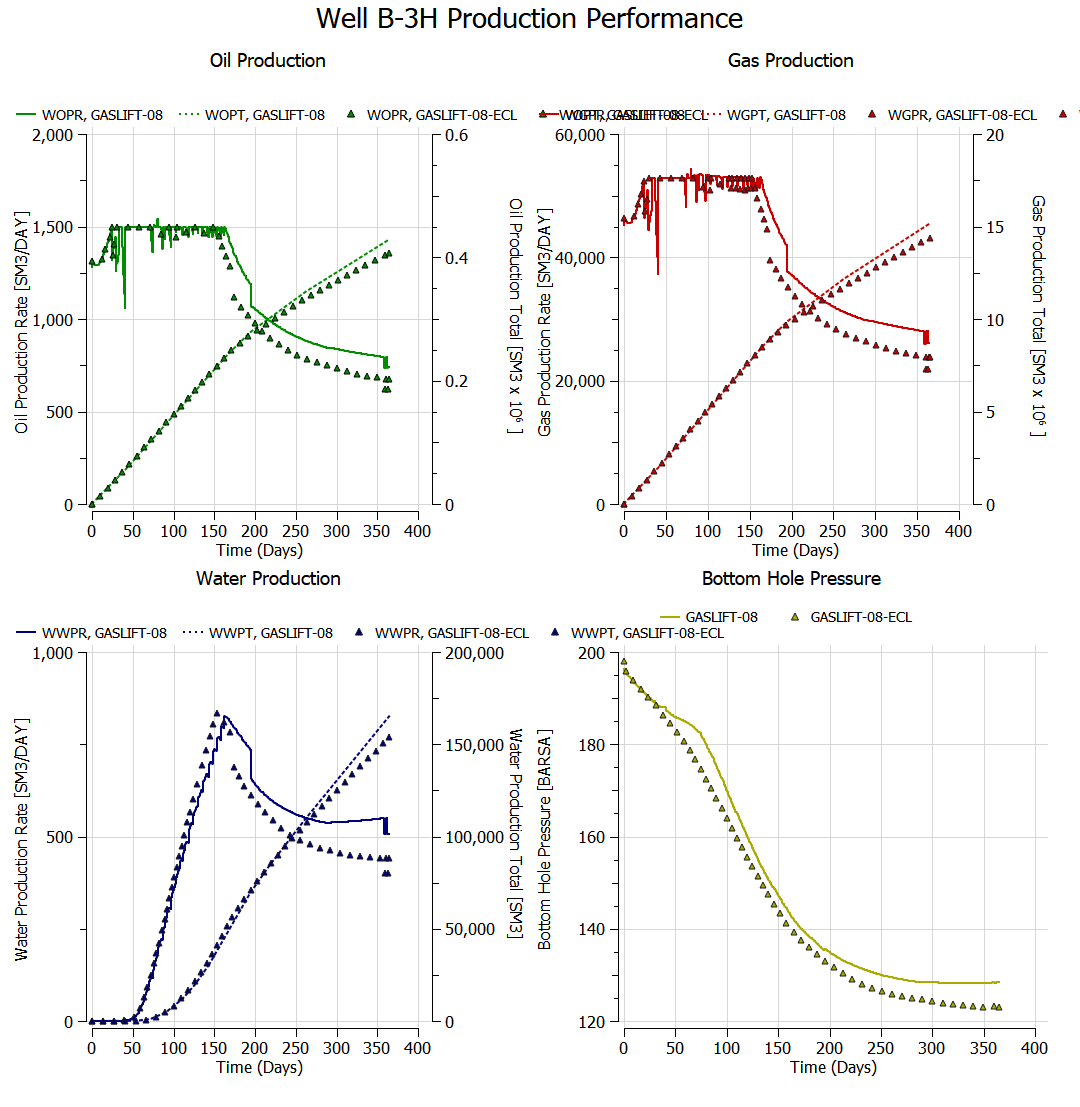 Well B-3H Production Performance
Oil Production
Gas Production
WOPR, GASLIFT-08
WOPT, GASLIFT-08
WOPR, GASLIFT-08-ECL
WOPT, GASLIFT-08-ECL
WGPR, GASLIFT-08
WGPT, GASLIFT-08
WGPR, GASLIFT-08-ECL
2,000
1,500
1,000
500
0
Oil Production Rate [SM3/DAY]
0.6
0.4
0.2
0
Oil Production Total [SM3 x 10⁶ ]
0 50 100 150 200 250 300 350 400
Time (Days)
60,000
40,000
20,000
0
Gas Production Rate [SM3/DAY]
20
15
10
5
0
Gas Production Total [SM3 x 10⁶ ]
0 50 100 150 200 250 300 350 400
Time (Days)
Water Production
Bottom Hole Pressure
WWPR, GASLIFT-08
WWPT, GASLIFT-08
WWPR, GASLIFT-08-ECL
WWPT, GASLIFT-08-ECL
GASLIFT-08
GASLIFT-08-ECL
1,000
500
0
Water Production Rate [SM3/DAY]
200,000
150,000
100,000
50,000
0
Water Production Total [SM3]
0 50 100 150 200 250 300 350 400
Time (Days)
200
180
160
140
120
Bottom Hole Pressure [BARSA]
0 50 100 150 200 250 300 350 400
Time (Days)